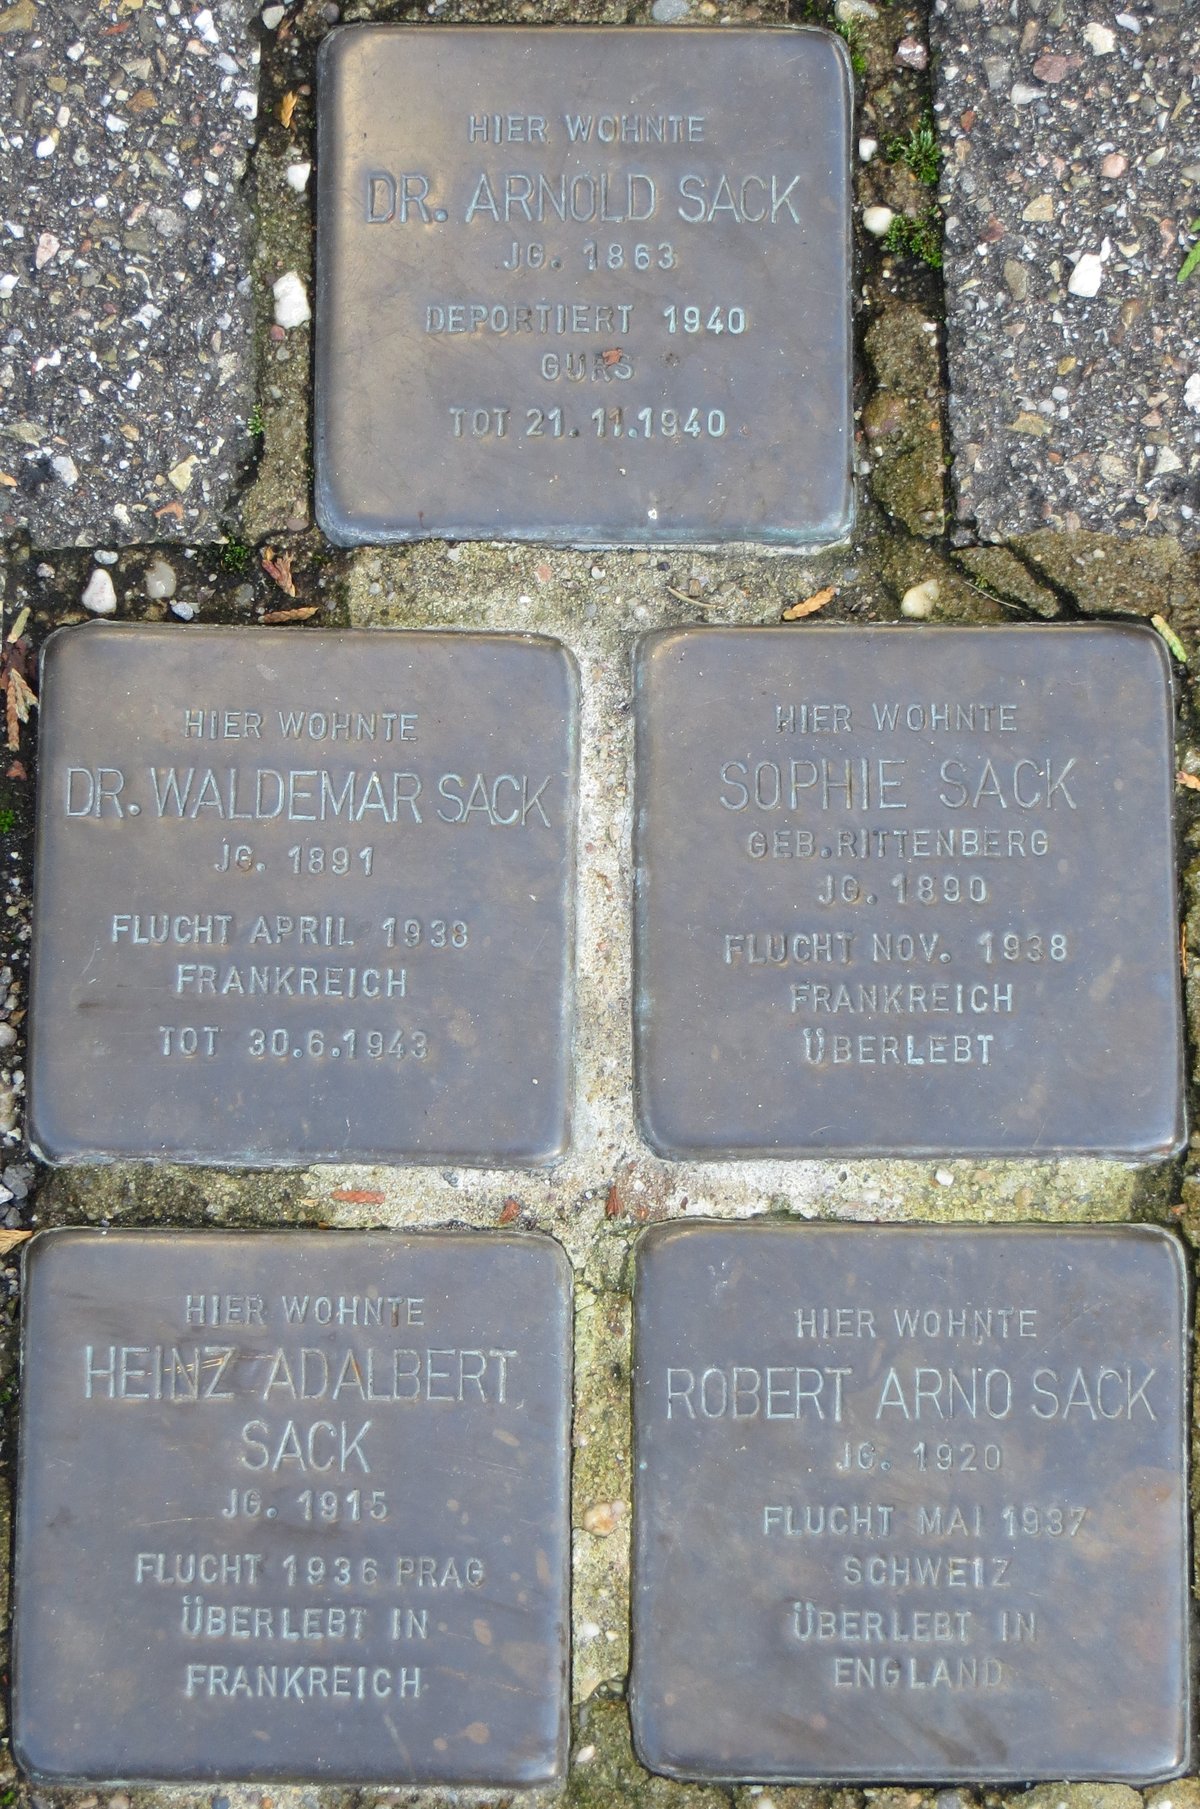 HIER WOHNTE
DR. ARNOLD SACK
JG. 1863
DEPORTIERT 1940
GURS
TOT 21.11.1940
HIER WOHNTE
DR. WALDEMAR SACK
JG. 1891
FLUCHT APRIL 1938
FRANKREICH
TOT 30.6.1943
HIER WOHNTE
SOPHIE SACK
GEB. RITTENBERG
JG. 1890
FLUCHT NOV. 1938
FRANKREICH
ÜBERLEBT
HIER WOHNTE
HEINZ ADALBERT
SACK
JG. 1915
FLUCHT 1936 PRAG
ÜBERLEBT IN
FRANKREICH
HIER WOHNTE
ROBERT ARNO SACK
JG. 1920
FLUCHT MAI 1937
SCHWEIZ
ÜBERLEBT IN
ENGLAND